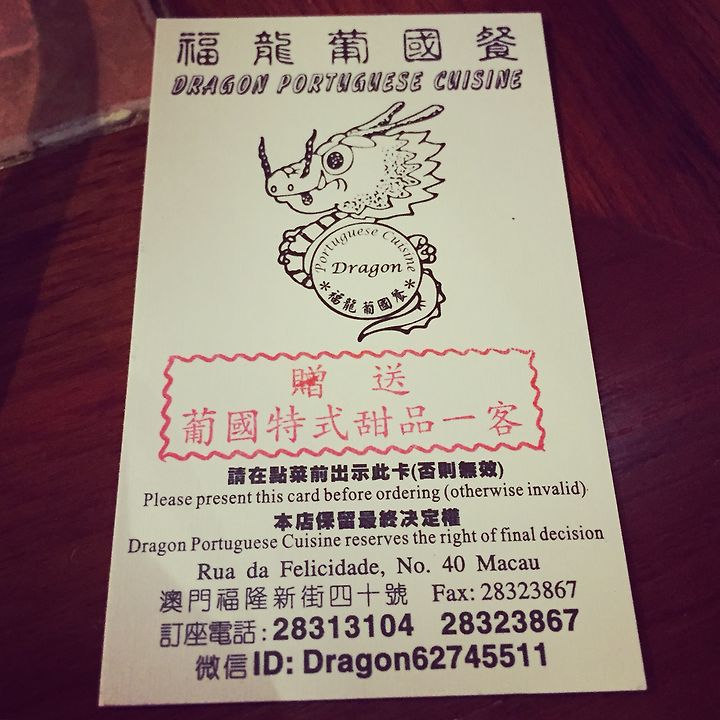 福龍葡國餐
DRAGON PORTUGUESE CUISINE
Portuguese Cuisine
Dragon
*福龍葡國餐*
贈送
葡國特式甜品一客
請在點菜前出示此卡(否則無效)
Please present this card before ordering (otherwise invalid)
本店保留最終決定權
Dragon Portuguese Cuisine reserves the right of final decision
Rua da Felicidade, No. 40 Macau
澳門福隆新街四十號 Fax: 28323867
訂座電話: 28313104 28323867
微信ID: Dragon62745511